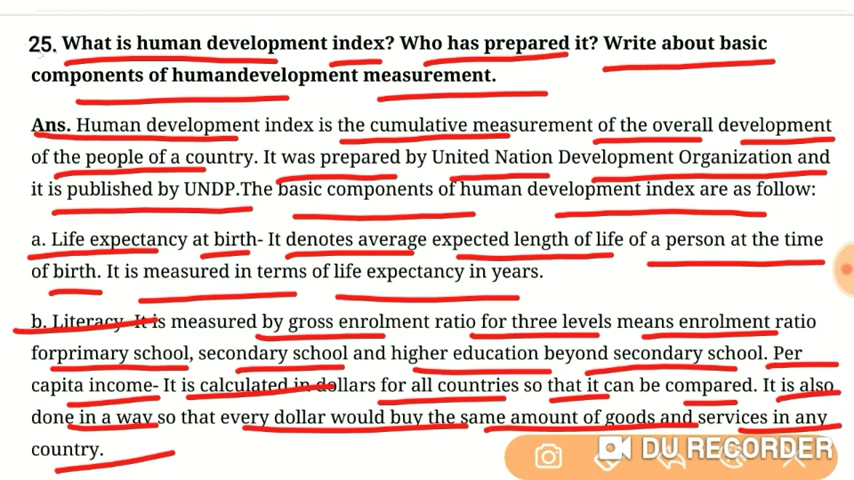 25. What is human development index? Who has prepared it? Write about basic
components of humandevelopment measurement.
Ans. Human development index is the cumulative measurement of the overall development
of the people of a country. It was prepared by United Nation Development Organization and
it is published by UNDP.The basic components of human development index are as follow:
a. Life expectancy at birth- It denotes average expected length of life of a person at the time
of birth. It is measured in terms of life expectancy in years.
b. Literacy- It is measured by gross enrolment ratio for three levels means enrolment ratio
forprimary school, secondary school and higher education beyond secondary school. Per
capita income- It is calculated in dollars for all countries so that it can be compared. It is also
done in a way so that every dollar would buy the same amount of goods and services in any
country.
DU RECORDER